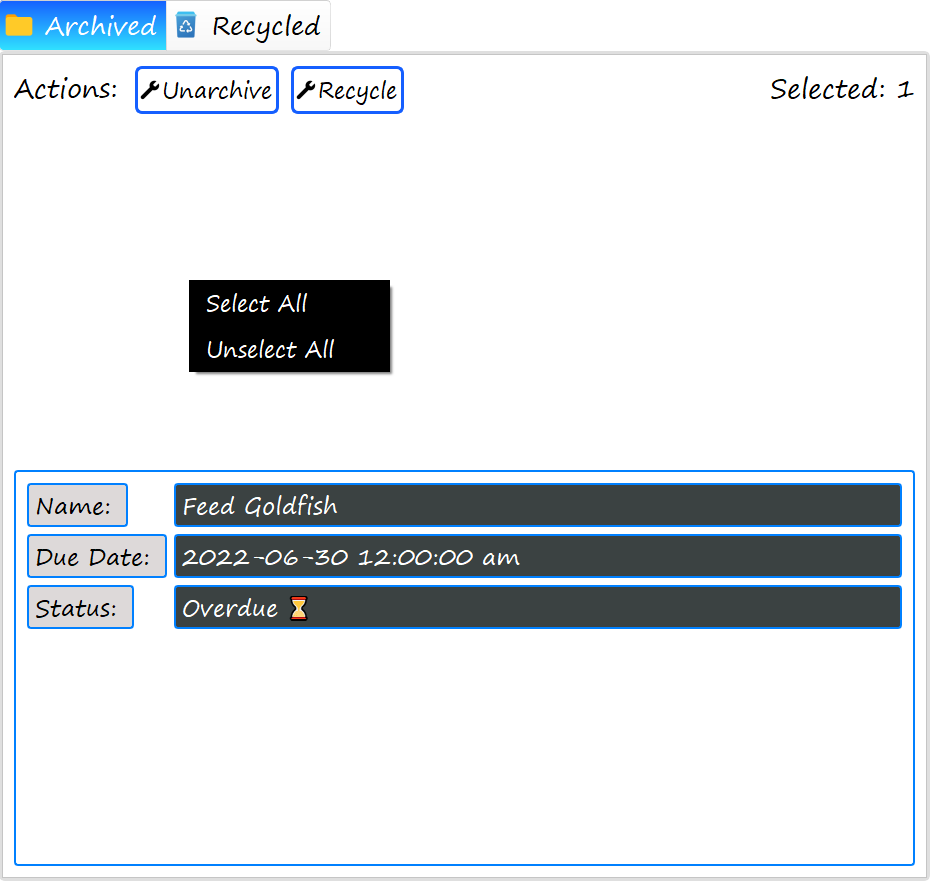 Archived Recycled
Actions: Unarchive Recycle Selected: 1
Select All
Unselect All
Name: Feed Goldfish
Due Date: 2022-06-30 12:00:00 am
Status: Overdue ⏳